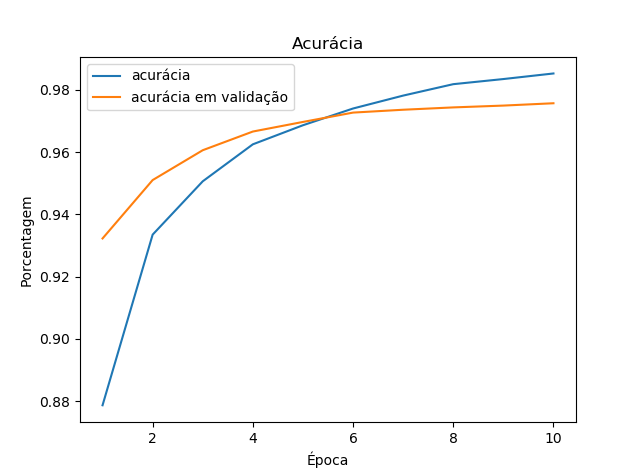 Acurácia
acurácia
acurácia em validação
0.98
0.96
0.94
0.92
0.90
0.88
Porcentagem
2 4 6 8 10
Época